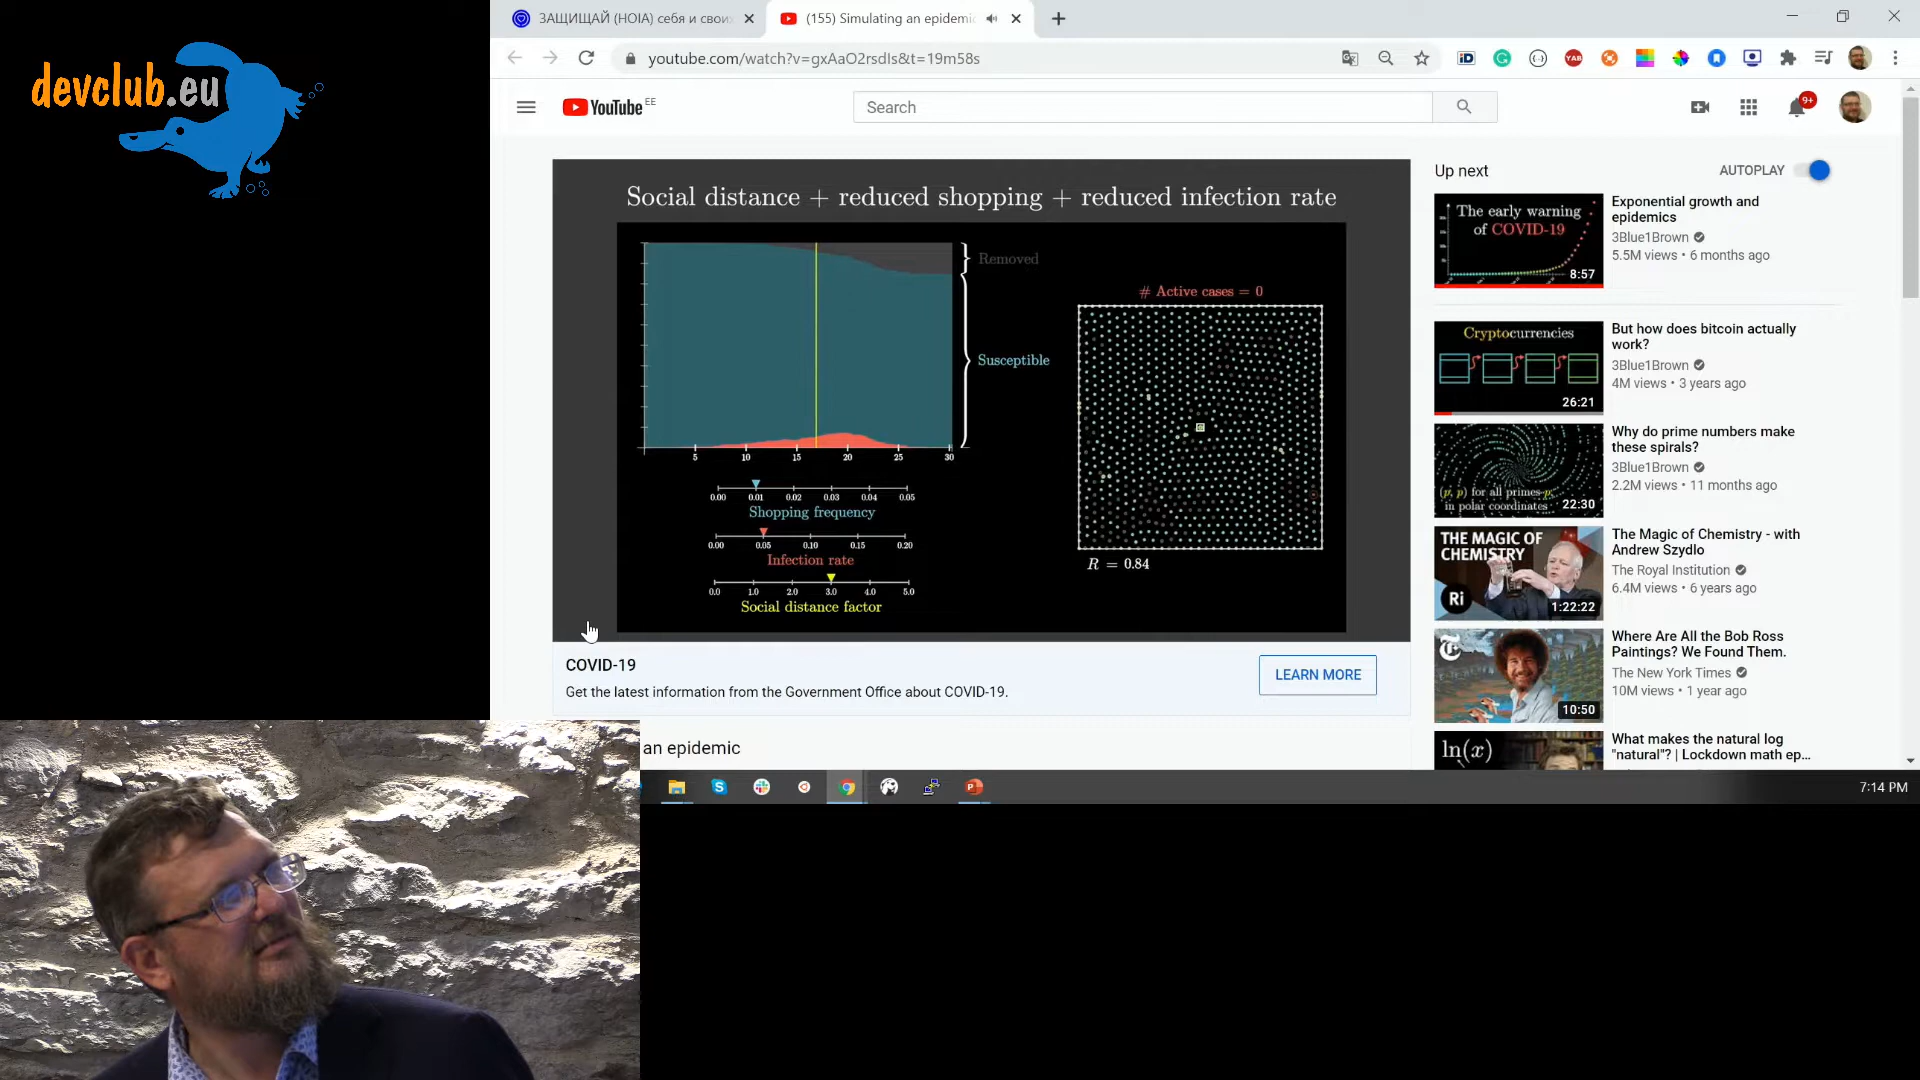 devclub.eu
ЗАЩИЩАЙ (HOIA) себя и своих
(155) Simulating an epidemic
youtube.com/watch?v=gxAaO2rsdIs&t=19m58s
YouTube EE
Search
9+
Social distance + reduced shopping + reduced infection rate
Removed
Susceptible
5 10 15 20 25 30
# Active cases = 0
R = 0.84
0.00 0.01 0.02 0.03 0.04 0.05
Shopping frequency
0.00 0.05 0.10 0.15 0.20
Infection rate
0.0 1.0 2.0 3.0 4.0 5.0
Social distance factor
COVID-19
Get the latest information from the Government Office about COVID-19.
LEARN MORE
an epidemic
Up next
AUTOPLAY
The early warning
of COVID-19
8:57
Exponential growth and
epidemics
3Blue1Brown
5.5M views • 6 months ago
Cryptocurrencies
26:21
But how does bitcoin actually
work?
3Blue1Brown
4M views • 3 years ago
(p, p) for all primes p,
in polar coordinates
22:30
Why do prime numbers make
these spirals?
3Blue1Brown
2.2M views • 11 months ago
THE MAGIC OF
CHEMISTRY
Ri
1:22:22
The Magic of Chemistry - with
Andrew Szydlo
The Royal Institution
6.4M views • 6 years ago
10:50
Where Are All the Bob Ross
Paintings? We Found Them.
The New York Times
10M views • 1 year ago
ln(x)
What makes the natural log
"natural"? | Lockdown math ep...
7:14 PM